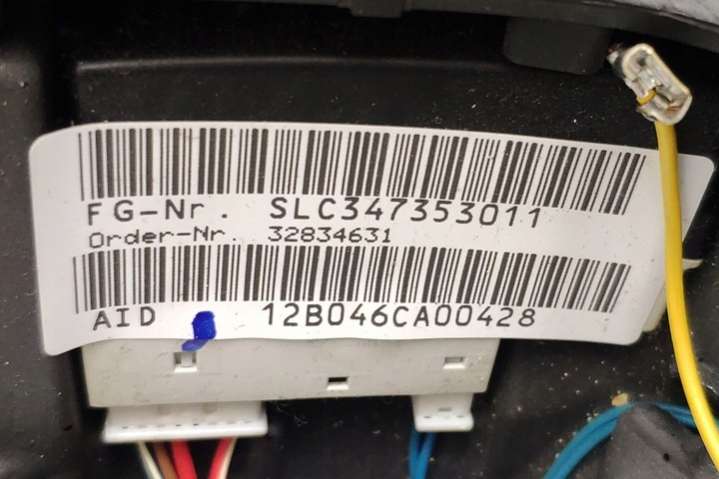 FG-Nr. SLC347353011
Order-Nr. 32834631
AID 12B046CA00428